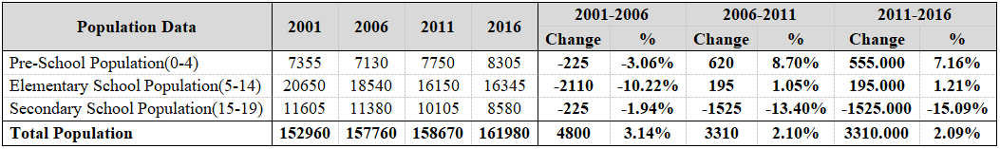 Population Data 2001 2006 2011 2016 2001-2006 2006-2011 2011-2016
Change % Change % Change %
Pre-School Population(0-4) 7355 7130 7750 8305 -225 -3.06% 620 8.70% 555.000 7.16%
Elementary School Population(5-14) 20650 18540 16150 16345 -2110 -10.22% 195 1.05% 195.000 1.21%
Secondary School Population(15-19) 11605 11380 10105 8580 -225 -1.94% -1525 -13.40% -1525.000 -15.09%
Total Population 152960 157760 158670 161980 4800 3.14% 3310 2.10% 3310.000 2.09%